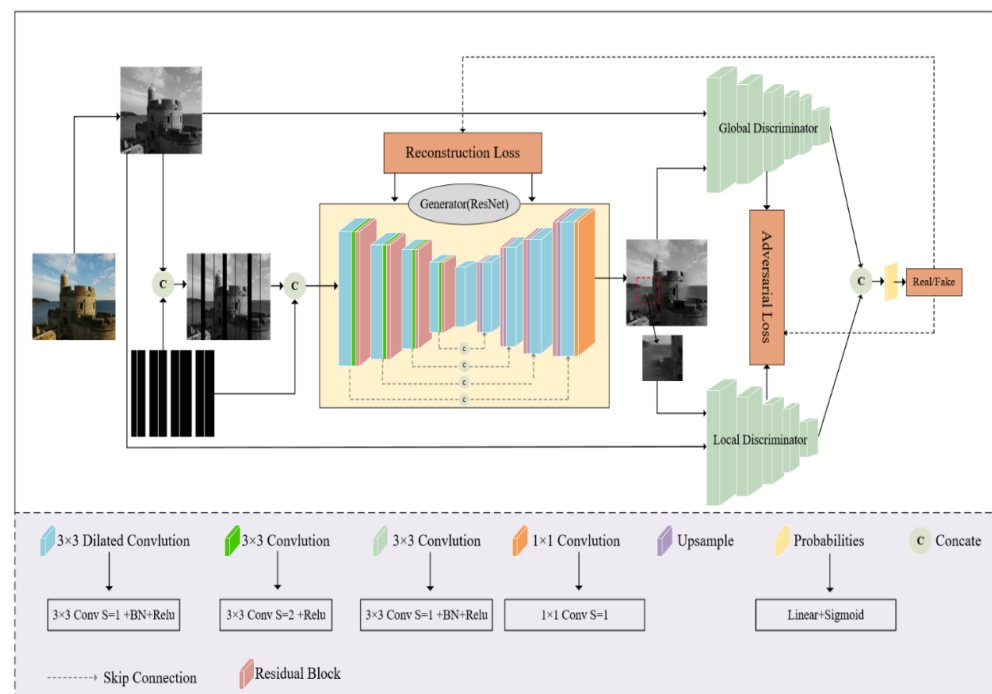 Global Discriminator
Reconstruction Loss
Generator(ResNet)
C
C
Adversarial Loss
C
Real/Fake
c
c
c
c
Local Discriminator
3×3 Dilated Convlution
3×3 Convlution
3×3 Convlution
1×1 Convlution
Upsample
Probabilities
C
Concate
3×3 Conv S=1 +BN+Relu
3×3 Conv S=2 +Relu
3×3 Conv S=1 +BN+Relu
1×1 Conv S=1
Linear+Sigmoid
Skip Connection
Residual Block